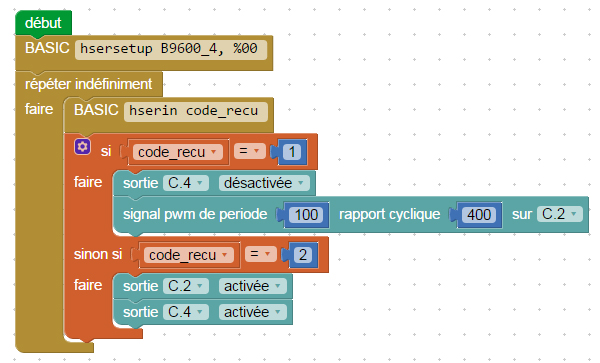 début
BASIC hsersetup B9600_4, %00
répéter indéfiniment
faire BASIC hserin code_recu
si code_recu = 1
faire sortie C.4 désactivée
signal pwm de periode 100 rapport cyclique 400 sur C.2
sinon si code_recu = 2
faire sortie C.2 activée
sortie C.4 activée